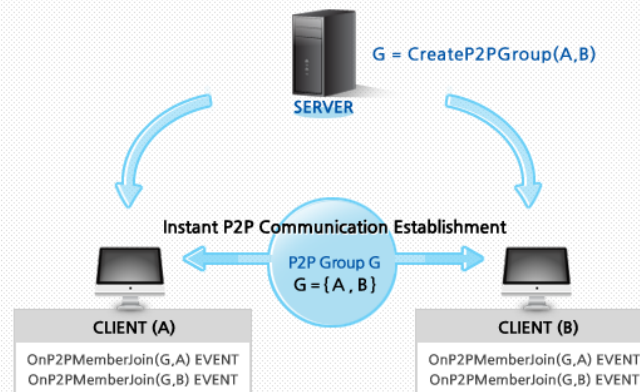 G = CreateP2PGroup(A,B)
SERVER
Instant P2P Communication Establishment
P2P Group G
G = { A , B }
CLIENT (A)
OnP2PMemberJoin(G,A) EVENT
OnP2PMemberJoin(G,B) EVENT
CLIENT (B)
OnP2PMemberJoin(G,A) EVENT
OnP2PMemberJoin(G,B) EVENT